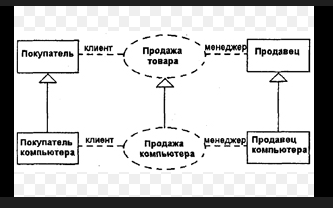 Покупатель
клиент
Продажа
товара
менеджер
Продавец
Покупатель
компьютера
клиент
Продажа
компьютера
менеджер
Продавец
компьютера